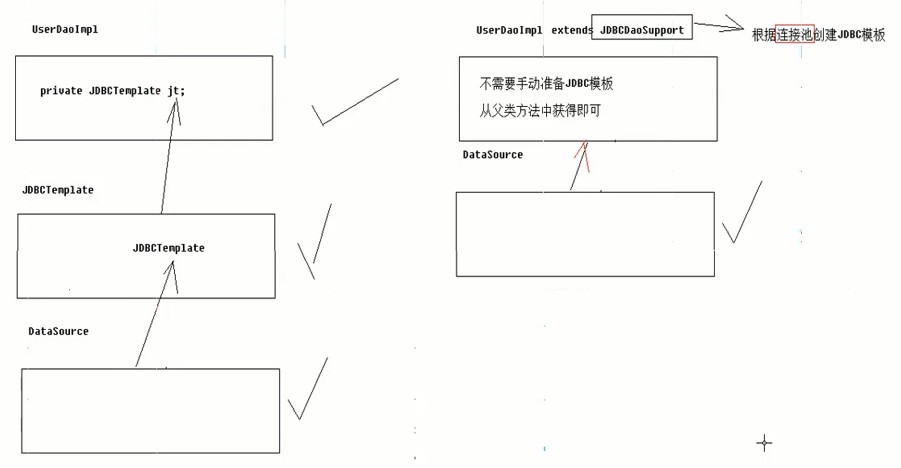 UserDaoImpl
private JDBCTemplate jt;
JDBCTemplate
JDBCTemplate
DataSource
UserDaoImpl extends JDBCDaoSupport
根据连接池创建JDBC模板
不需要手动准备JDBC模板
从父类方法中获得即可
DataSource